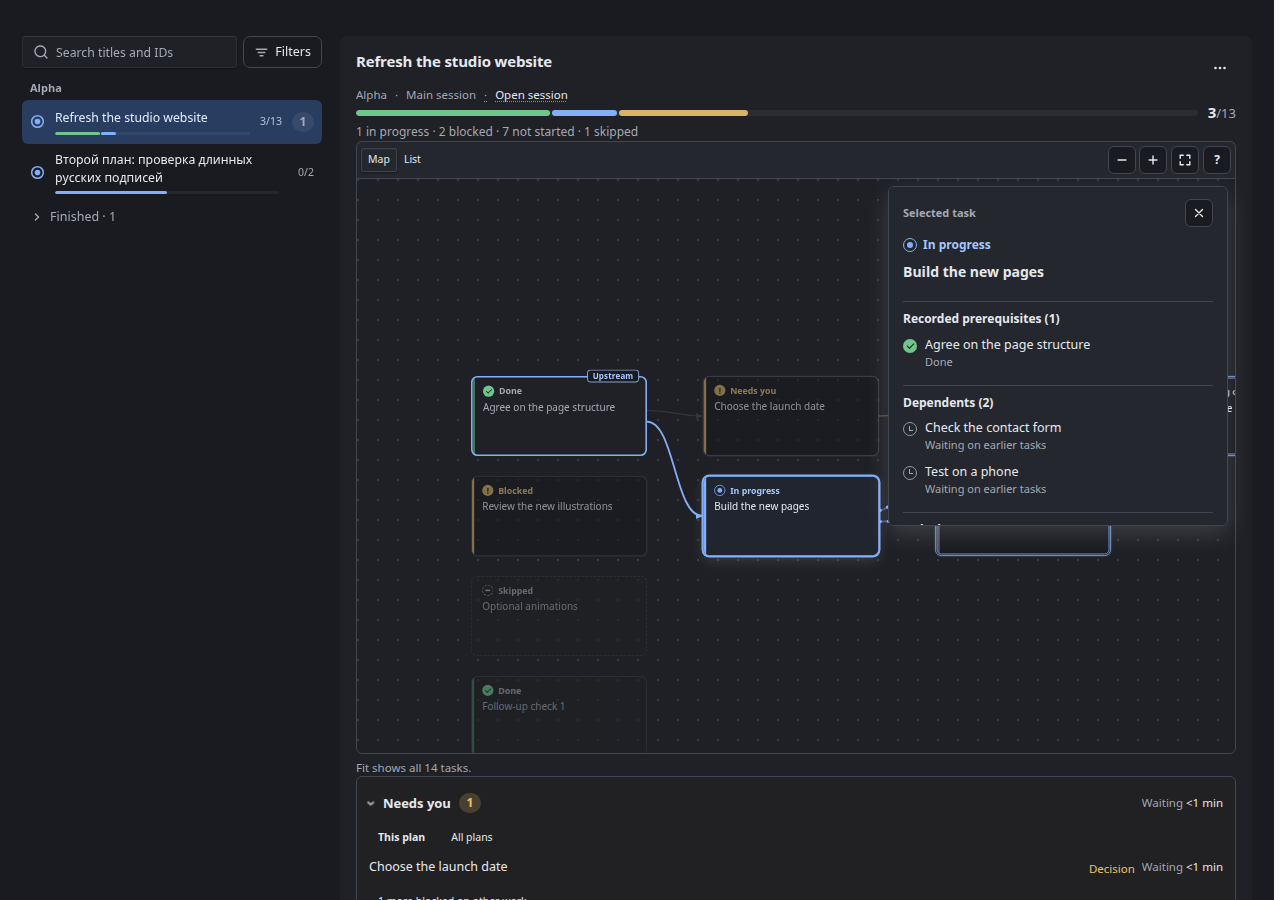 Search titles and IDs
Filters
Alpha
Refresh the studio website
3/13
1
Второй план: проверка длинных
русских подписей
0/2
Finished · 1
Refresh the studio website
...
Alpha · Main session · Open session
3/13
1 in progress · 2 blocked · 7 not started · 1 skipped
Map
List
?
Selected task
In progress
Build the new pages
Recorded prerequisites (1)
Agree on the page structure
Done
Dependents (2)
Check the contact form
Waiting on earlier tasks
Test on a phone
Waiting on earlier tasks
Upstream
Done
Agree on the page structure
Needs you
Choose the launch date
Blocked
Review the new illustrations
In progress
Build the new pages
Skipped
Optional animations
Done
Follow-up check 1
Fit shows all 14 tasks.
Needs you
1
Waiting <1 min
This plan
All plans
Choose the launch date
Decision
Waiting <1 min
1 more blocked on other work